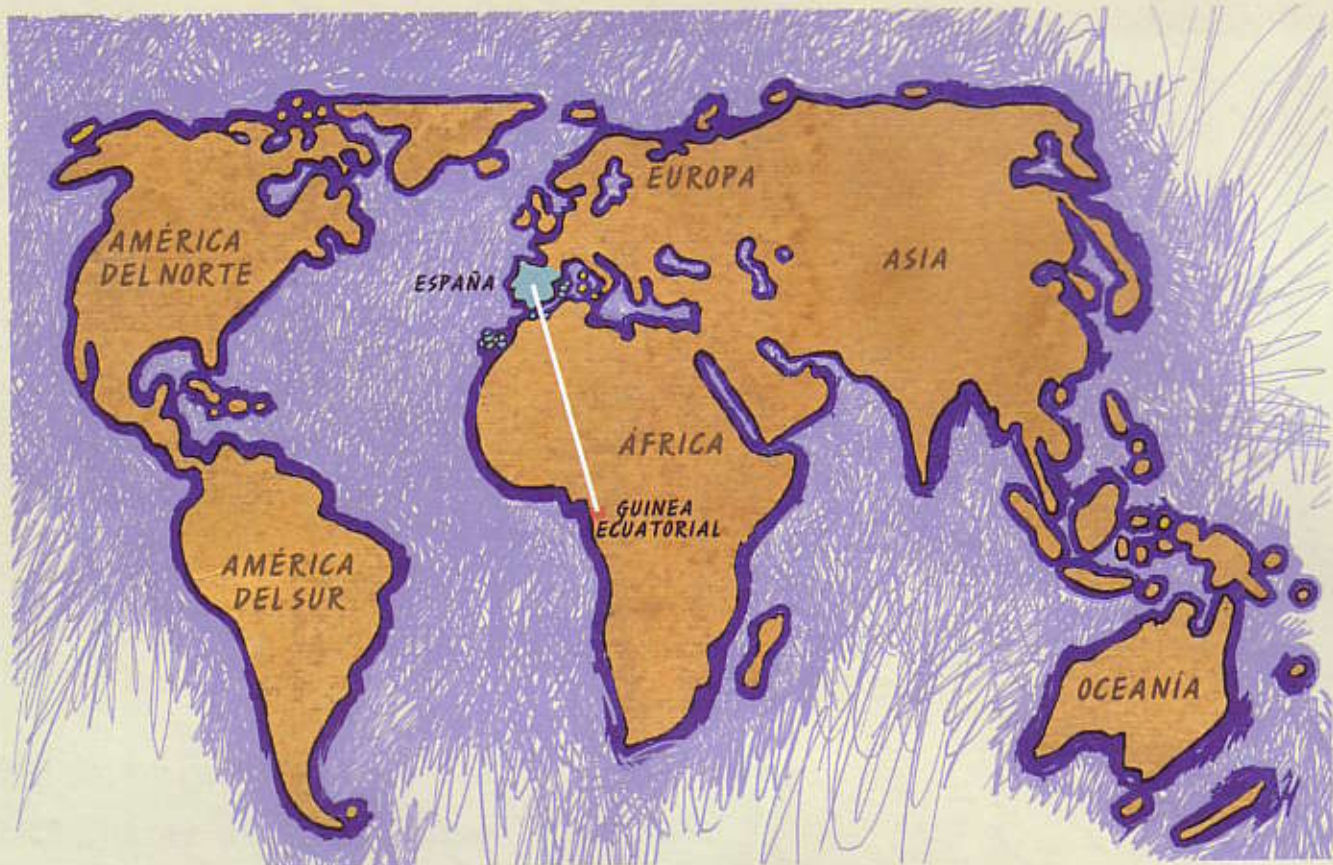 EUROPA
AMÉRICA
DEL NORTE
ASIA
ESPAÑA
ÁFRICA
GUINEA
ECUATORIAL
AMÉRICA
DEL SUR
OCEANÍA